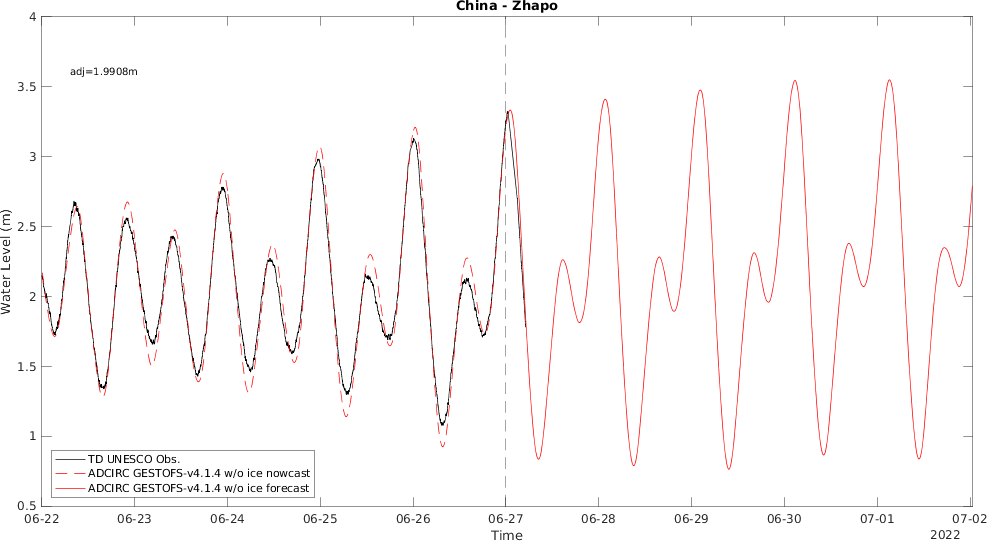 China - Zhapo
adj=1.9908m
Water Level (m)
4
3.5
3
2.5
2
1.5
1
0.5
TD UNESCO Obs.
ADCIRC GESTOFS-v4.1.4 w/o ice nowcast
ADCIRC GESTOFS-v4.1.4 w/o ice forecast
06-22 06-23 06-24 06-25 06-26 06-27 06-28 06-29 06-30 07-01 07-02
Time
2022